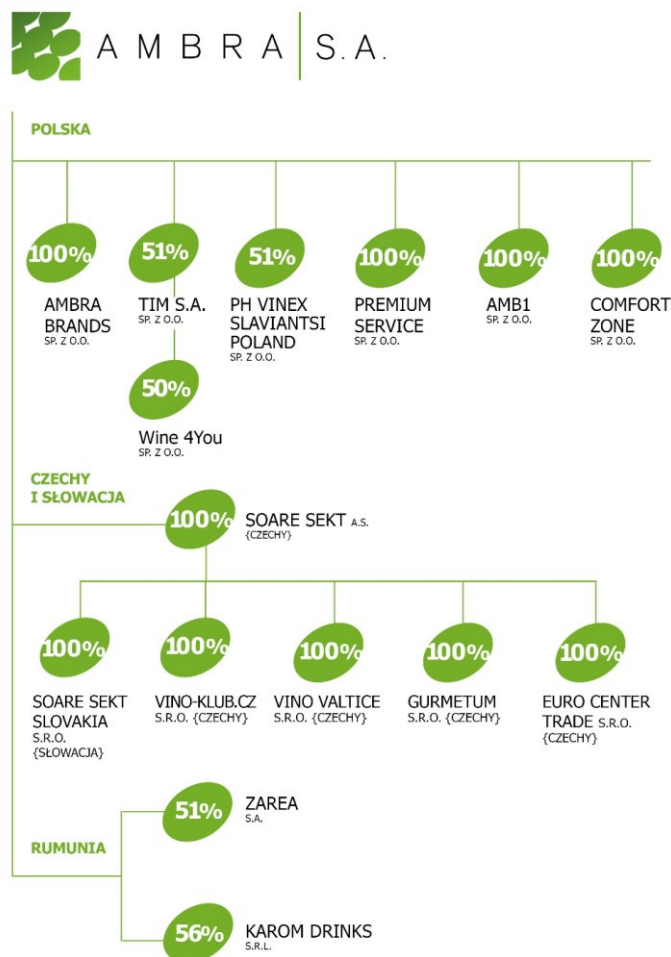 AMBRA S.A.
POLSKA
100%
51%
51%
100%
100%
100%
AMBRA
BRANDS
SP. Z O.O.
TIM S.A.
SP. Z O.O.
PH VINEX
SLAVIANTSI
POLAND
SP. Z O.O.
PREMIUM
SERVICE
SP. Z O.O.
AMB1
SP. Z O.O.
COMFORT
ZONE
SP. Z O.O.
50%
Wine 4You
SP. Z O.O.
CZECHY
I SŁOWACJA
100%
SOARE SEKT A.S.
{CZECHY}
100%
100%
100%
100%
100%
SOARE SEKT
SLOVAKIA
S.R.O.
{SŁOWACJA}
VINO-KLUB.CZ
S.R.O. {CZECHY}
VINO VALTICE
S.R.O. {CZECHY}
GURMETUM
S.R.O. {CZECHY}
EURO CENTER
TRADE S.R.O.
{CZECHY}
51%
ZAREA
S.A.
RUMUNIA
56%
KAROM DRINKS
S.R.L.